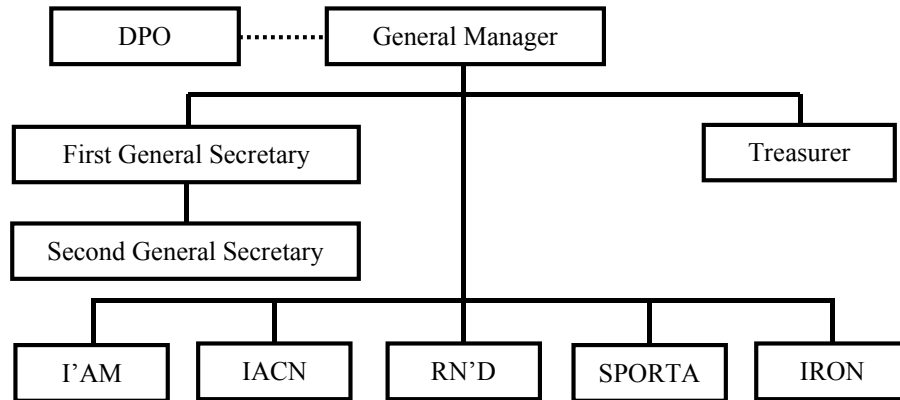 DPO
General Manager
First General Secretary
Treasurer
Second General Secretary
I'AM
IACN
RN’D
SPORTA
IRON